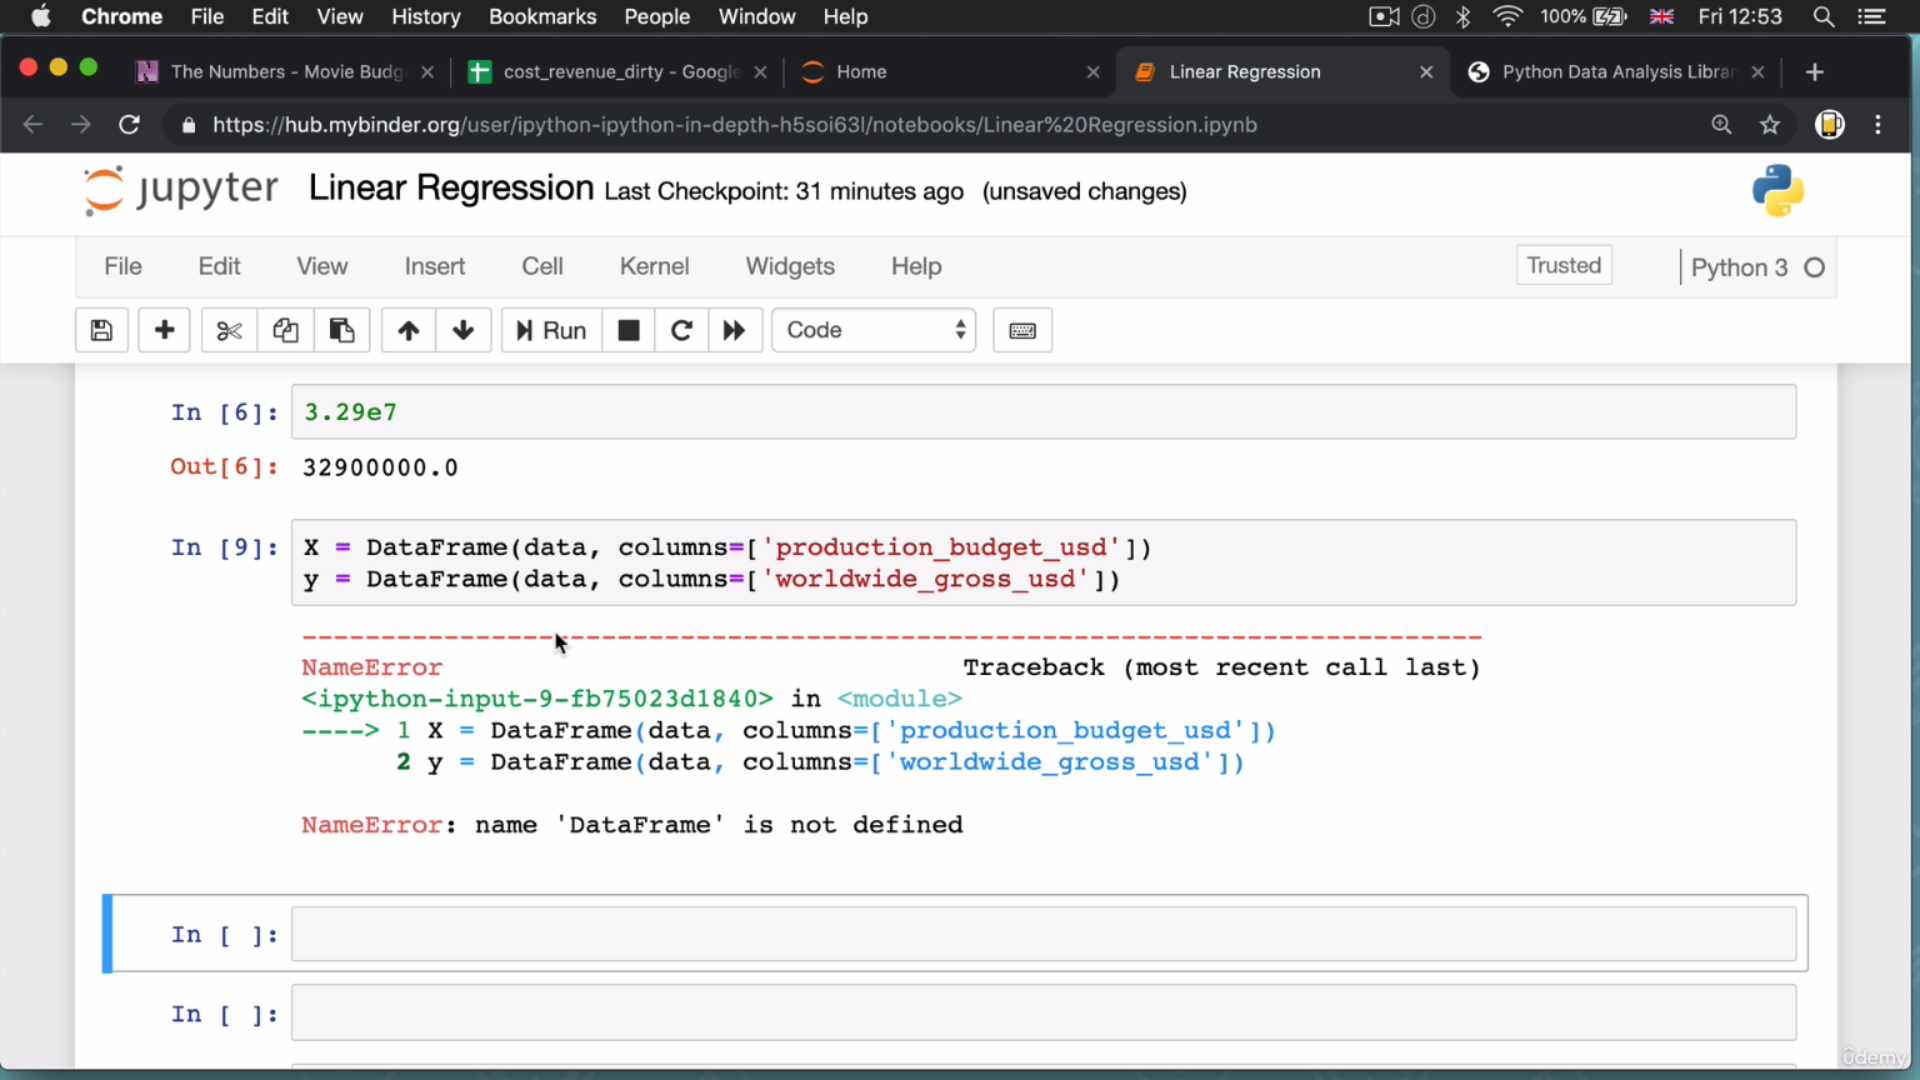 Chrome File Edit View History Bookmarks People Window Help 100% Fri 12:53
The Numbers - Movie Budg cost_revenue_dirty - Google Home Linear Regression Python Data Analysis Librar
https://hub.mybinder.org/user/ipython-ipython-in-depth-h5soi63l/notebooks/Linear%20Regression.ipynb
jupyter Linear Regression Last Checkpoint: 31 minutes ago (unsaved changes)
File Edit View Insert Cell Kernel Widgets Help Trusted Python 3
Run Code
In [6]: 3.29e7
Out[6]: 32900000.0
In [9]: X = DataFrame(data, columns=['production_budget_usd'])
y = DataFrame(data, columns=['worldwide_gross_usd'])
---------------------------------------------------------------------------
NameError Traceback (most recent call last)
<ipython-input-9-fb75023d1840> in <module>
----> 1 X = DataFrame(data, columns=['production_budget_usd'])
2 y = DataFrame(data, columns=['worldwide_gross_usd'])
NameError: name 'DataFrame' is not defined
In [ ]:
In [ ]:
ûdemy